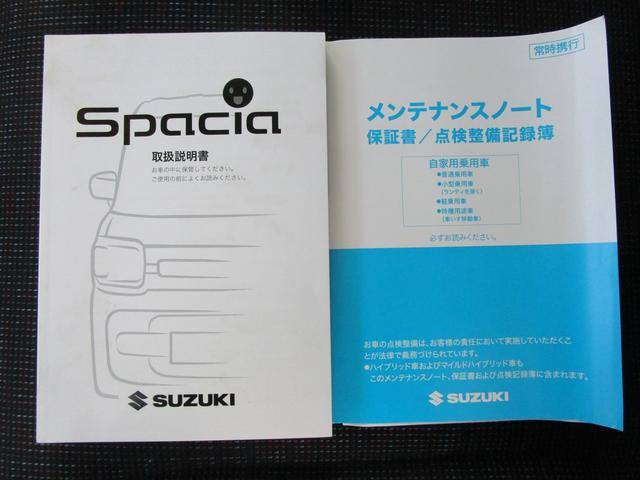 Spacia
取扱説明書
お車の中に保管してください。
ご使用の前によくお読みください。
SUZUKI
常時携行
メンテナンスノート
保証書/点検整備記録簿
自家用乗用車
●普通乗用車
●小型乗用車
(ランディを除く)
●軽乗用車
●特種用途車
(車いす移動車)
必ずお読みください。
お車の点検整備は、お客様の責任において実施していただくこ
とが法律で義務づけられています。
●ハイブリッド車およびマイルドハイブリッド車も
このメンテナンスノート、保証書および点検記録簿に含まれます。
SUZUKI